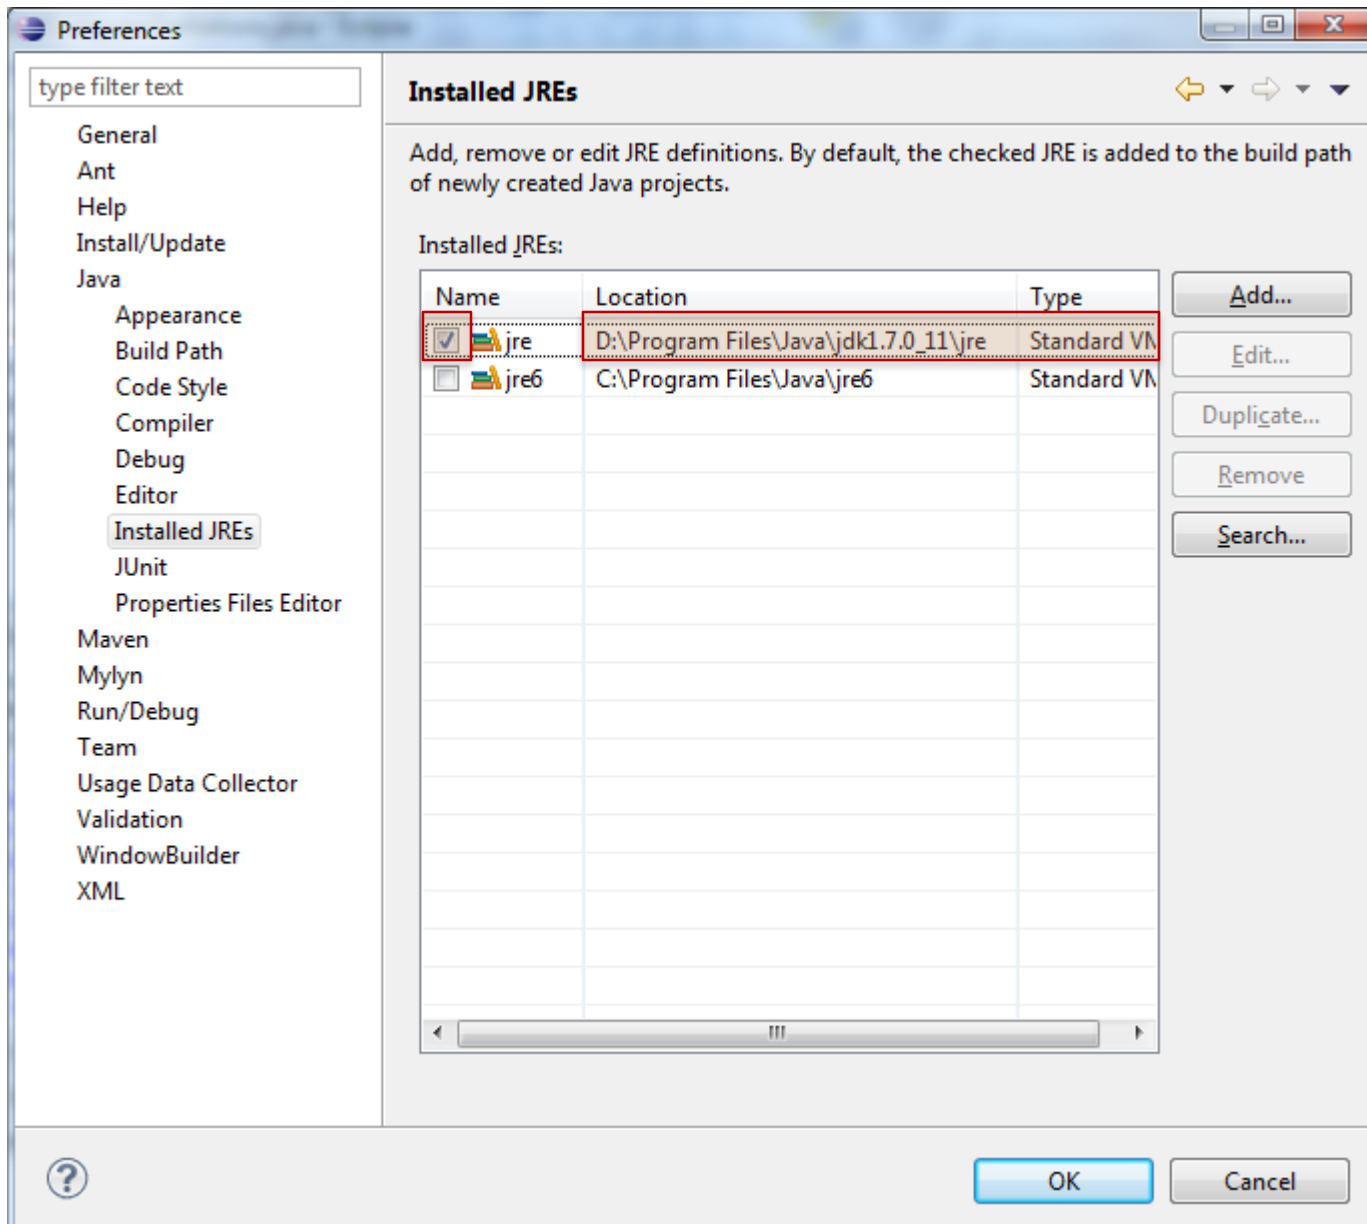 Preferences
type filter text
General
Ant
Help
Install/Update
Java
Appearance
Build Path
Code Style
Compiler
Debug
Editor
Installed JREs
JUnit
Properties Files Editor
Maven
Mylyn
Run/Debug
Team
Usage Data Collector
Validation
WindowBuilder
XML
Installed JREs
Add, remove or edit JRE definitions. By default, the checked JRE is added to the build path
of newly created Java projects.
Installed JREs:
Name Location Type
jre D:\Program Files\Java\jdk1.7.0_11\jre Standard VM
jre6 C:\Program Files\Java\jre6 Standard VM
Add...
Edit...
Duplicate...
Remove
Search...
OK Cancel